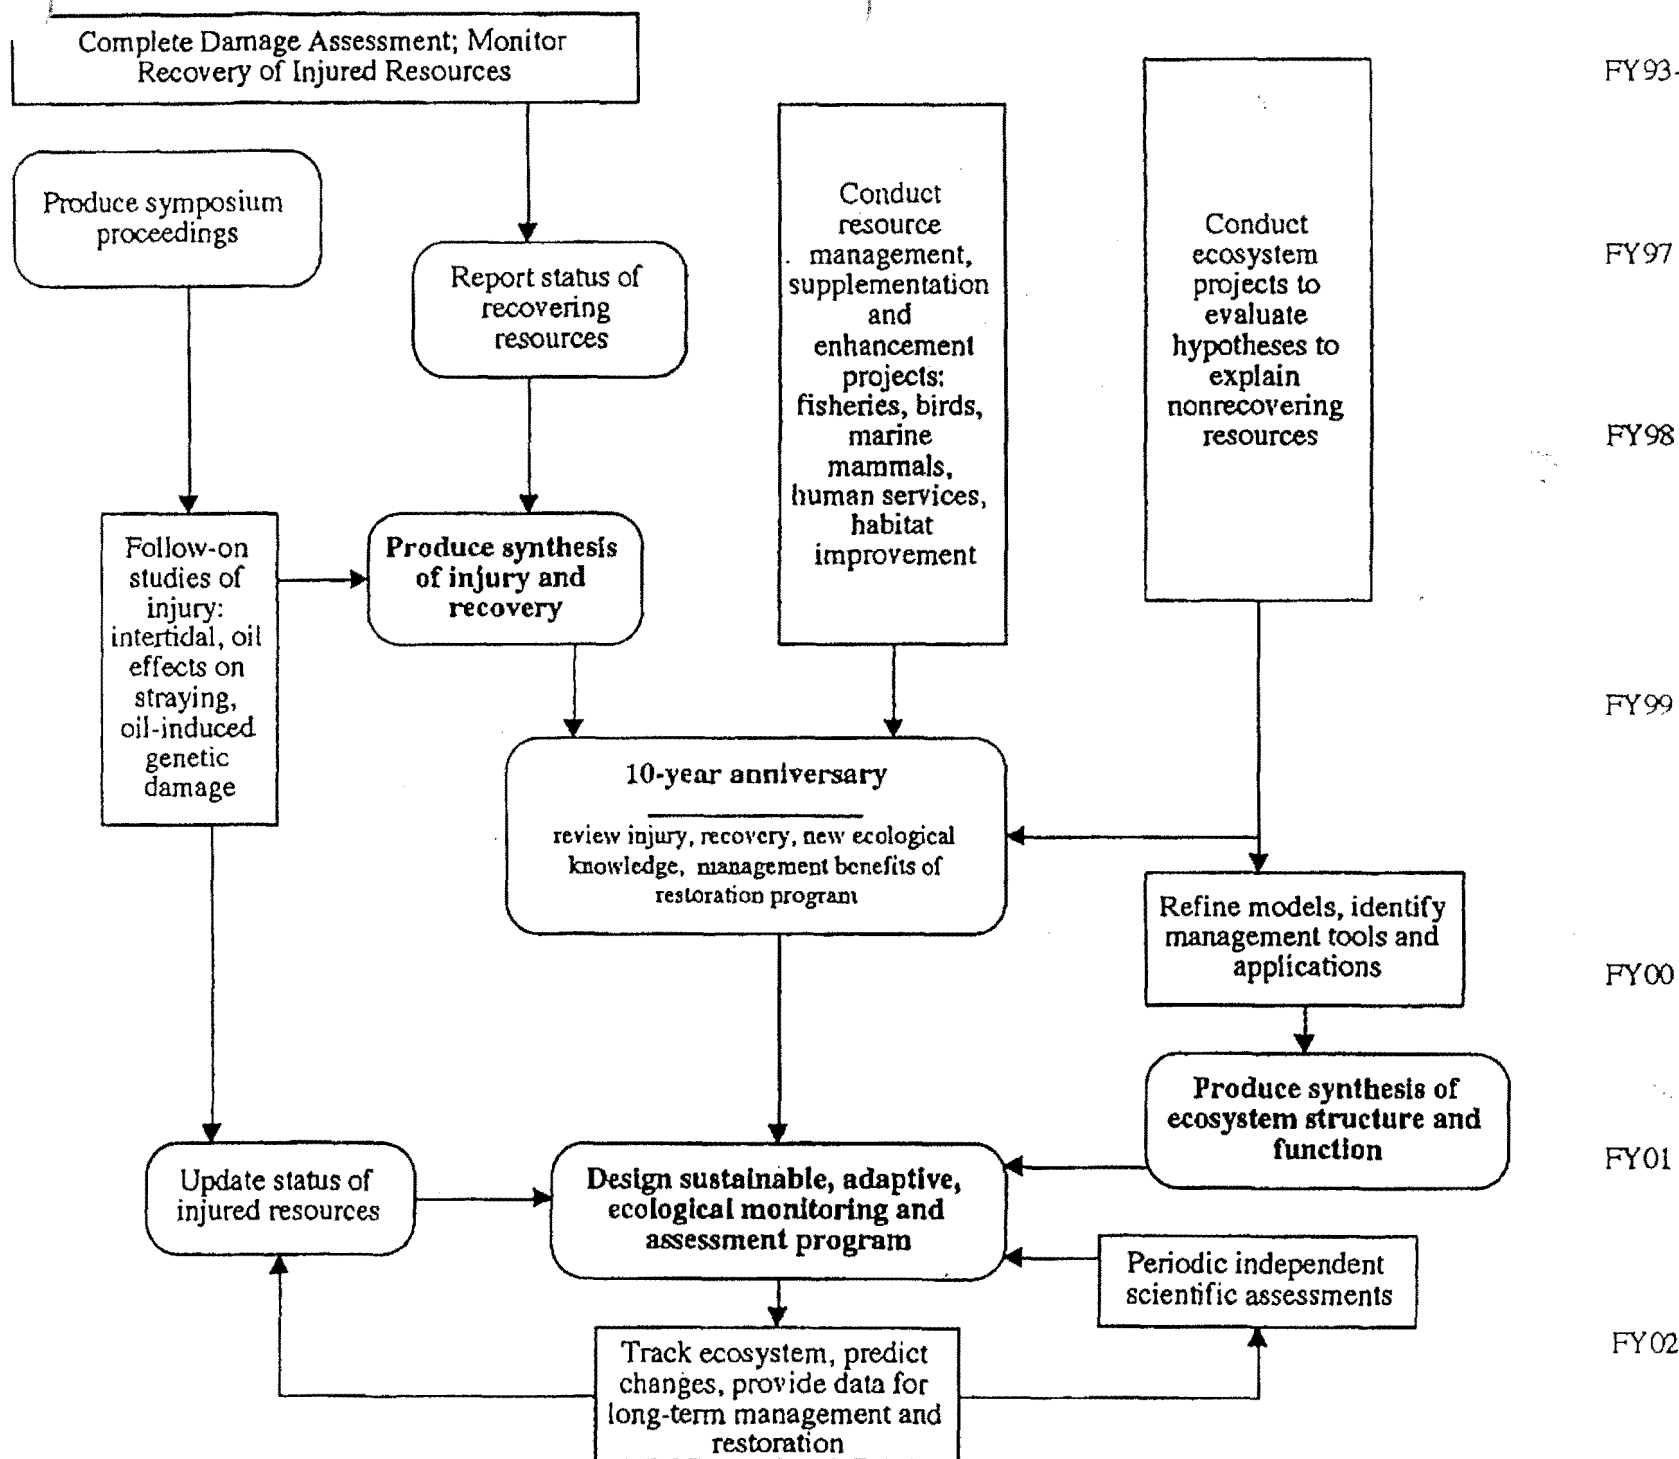 Complete Damage Assessment; Monitor
Recovery of Injured Resources
FY93-
Produce symposium
proceedings
Report status of
recovering
resources
Conduct
resource
management,
supplementation
and
enhancement
projects:
fisheries, birds,
marine
mammals,
human services,
habitat
improvement
Conduct
ecosystem
projects to
evaluate
hypotheses to
explain
nonrecovering
resources
FY97
FY98
Follow-on
studies of
injury:
intertidal, oil
effects on
straying,
oil-induced
genetic
damage
Produce synthesis
of injury and
recovery
FY99
10-year anniversary
review injury, recovery, new ecological
knowledge, management benefits of
restoration program
Refine models, identify
management tools and
applications
FY00
Produce synthesis of
ecosystem structure and
function
FY01
Update status of
injured resources
Design sustainable, adaptive,
ecological monitoring and
assessment program
Periodic independent
scientific assessments
FY02
Track ecosystem, predict
changes, provide data for
long-term management and
restoration